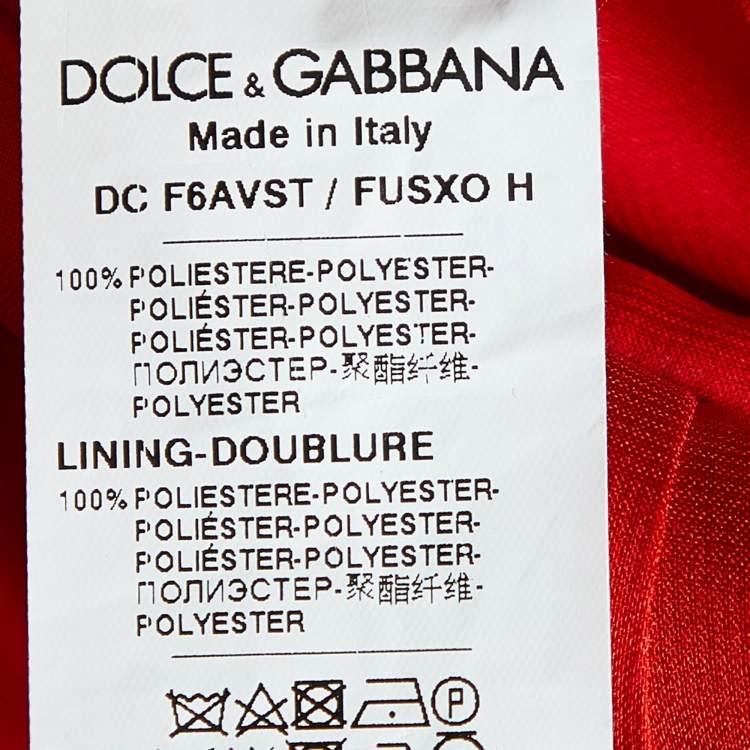 DOLCE & GABBANA
Made in Italy
DC F6AVST / FUSXO H
100% POLIESTERE-POLYESTER-
POLIÉSTER-POLYESTER-
POLIÉSTER-POLYESTER-
ПОЛИЭСТЕР-聚酯纤维-
POLYESTER
LINING-DOUBLURE
100% POLIESTERE-POLYESTER-
POLIÉSTER-POLYESTER-
POLIÉSTER-POLYESTER-
ПОЛИЭСТЕР-聚酯纤维-
POLYESTER
P